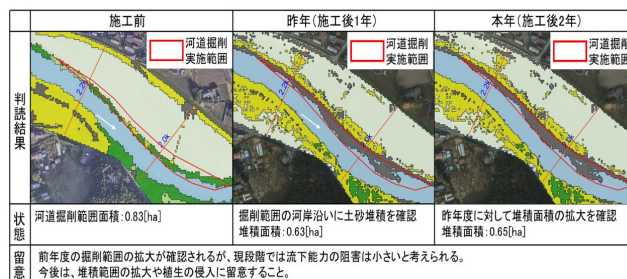 施工前
昨年(施工後1年)
本年(施工後2年)
判読結果
河道掘削
実施範囲
2.2k
2.0k
河道掘削
実施範囲
2.2k
河道掘削
実施範囲
2.2k
状態
河道掘削範囲面積:0.83[ha]
掘削範囲の河岸沿いに土砂堆積を確認
堆積面積:0.63[ha]
昨年度に対して堆積面積の拡大を確認
堆積面積:0.65[ha]
留意
前年度の掘削範囲の拡大が確認されるが、現段階では流下能力の阻害は小さいと考えられる。
今後は、堆積範囲の拡大や植生の侵入に留意すること。